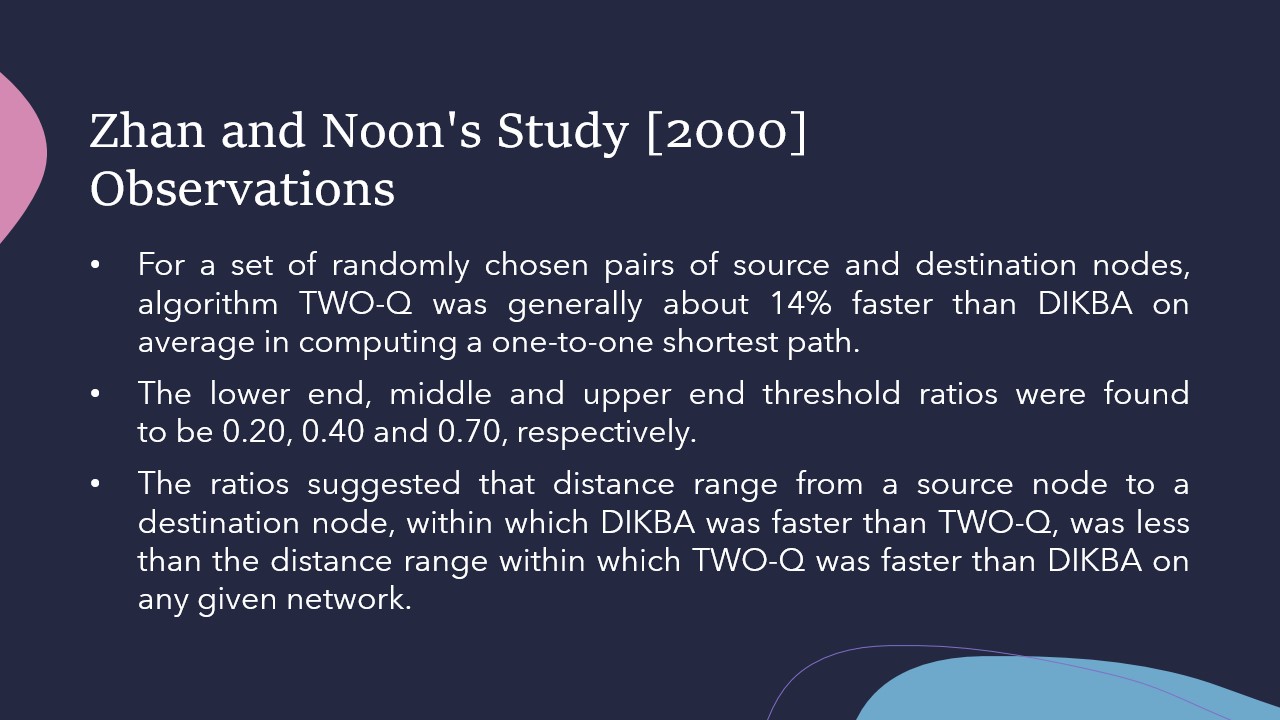 Zhan and Noon's Study [2000]
Observations
• For a set of randomly chosen pairs of source and destination nodes,
algorithm TWO-Q was generally about 14% faster than DIKBA on
average in computing a one-to-one shortest path.
• The lower end, middle and upper end threshold ratios were found
to be 0.20, 0.40 and 0.70, respectively.
• The ratios suggested that distance range from a source node to a
destination node, within which DIKBA was faster than TWO-Q, was less
than the distance range within which TWO-Q was faster than DIKBA on
any given network.